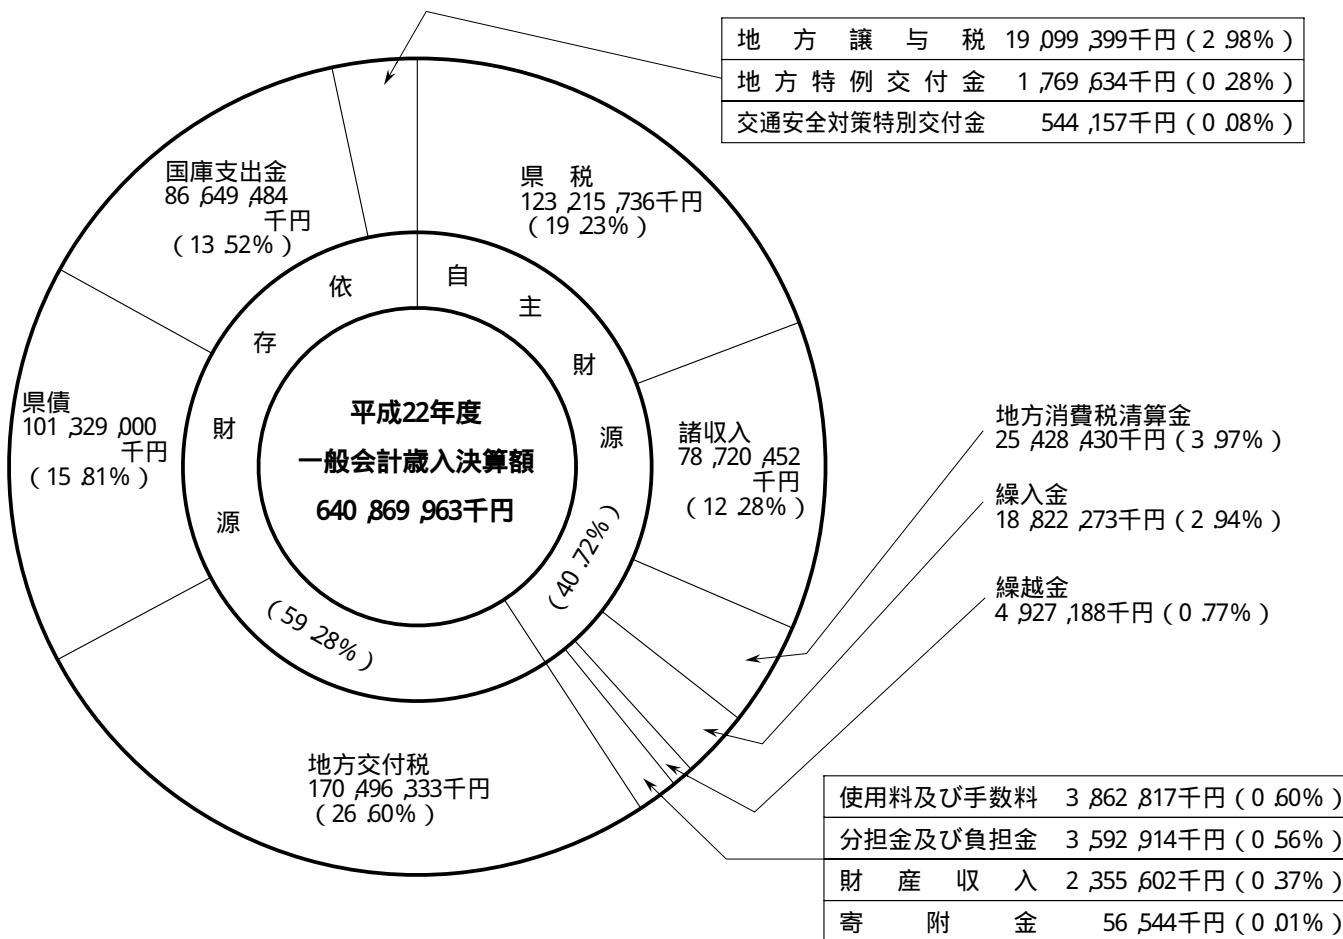 地方譲与税 19,099,399千円(2.98%)
地方特例交付金 1,769,634千円(0.28%)
交通安全対策特別交付金 544,157千円(0.08%)
国庫支出金
86,649,484
千円
(13.52%)
県 税
123,215,736千円
(19.23%)
依存財源
(59.28%)
自主財源
(40.72%)
県債
101,329,000
千円
(15.81%)
平成22年度
一般会計歳入決算額
640,869,963千円
諸収入
78,720,452
千円
(12.28%)
地方消費税清算金
25,428,430千円(3.97%)
繰入金
18,822,273千円(2.94%)
繰越金
4,927,188千円(0.77%)
地方交付税
170,496,333千円
(26.60%)
使用料及び手数料 3,862,817千円(0.60%)
分担金及び負担金 3,592,914千円(0.56%)
財産収入 2,355,602千円(0.37%)
寄附金 56,544千円(0.01%)